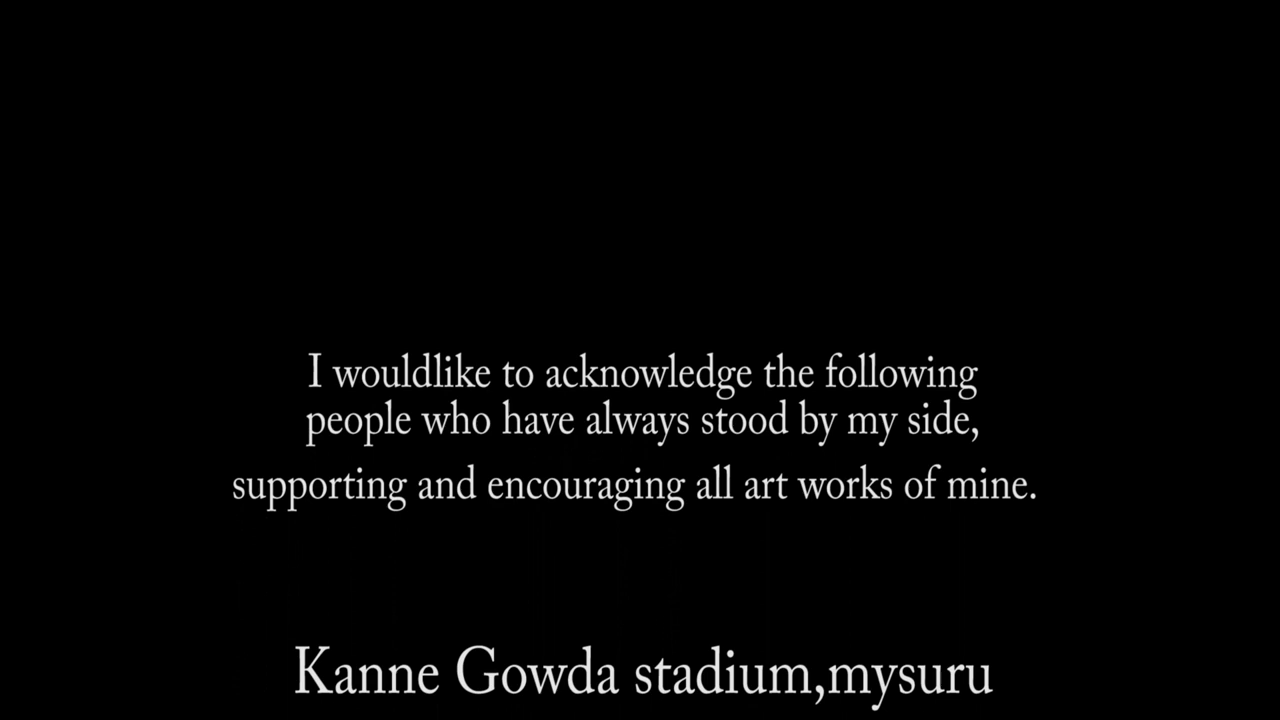 I wouldlike to acknowledge the following
people who have always stood by my side,
supporting and encouraging all art works of mine.
Kanne Gowda stadium,mysuru